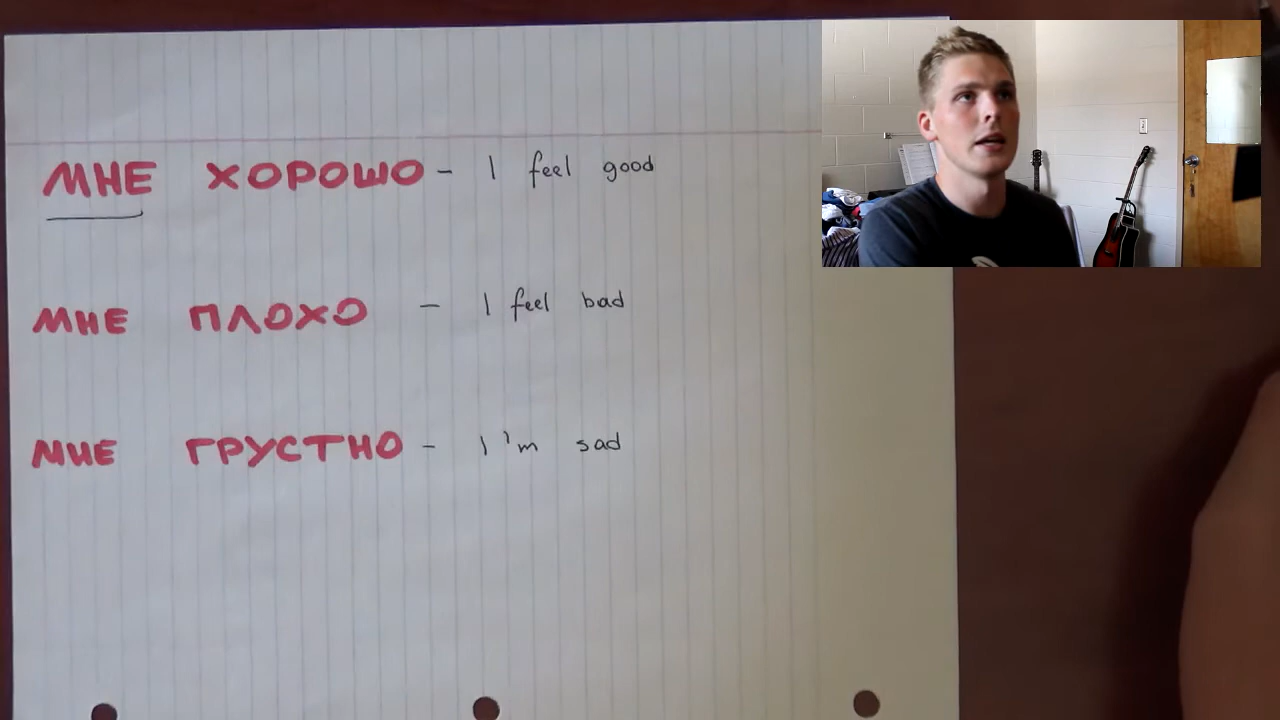 МНЕ ХОРОШО - I feel good
МНЕ ПЛОХО - I feel bad
МНЕ ГРУСТНО - I'm sad